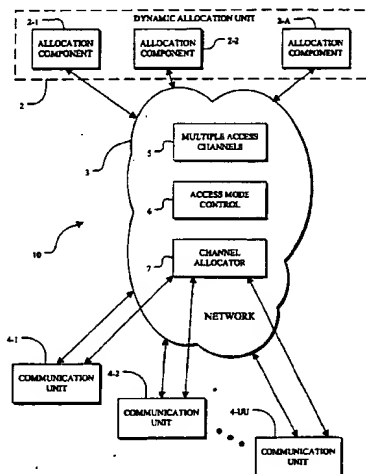 DYNAMIC ALLOCATION UNIT
2-1
2-2
2-A
ALLOCATION
COMPONENT
ALLOCATION
COMPONENT
ALLOCATION
COMPONENT
2
3
MULTIPLE ACCESS
CHANNELS
5
ACCESS MODE
CONTROL
6
10
CHANNEL
ALLOCATOR
7
NETWORK
4-1
COMMUNICATION
UNIT
4-2
COMMUNICATION
UNIT
4-UU
COMMUNICATION
UNIT